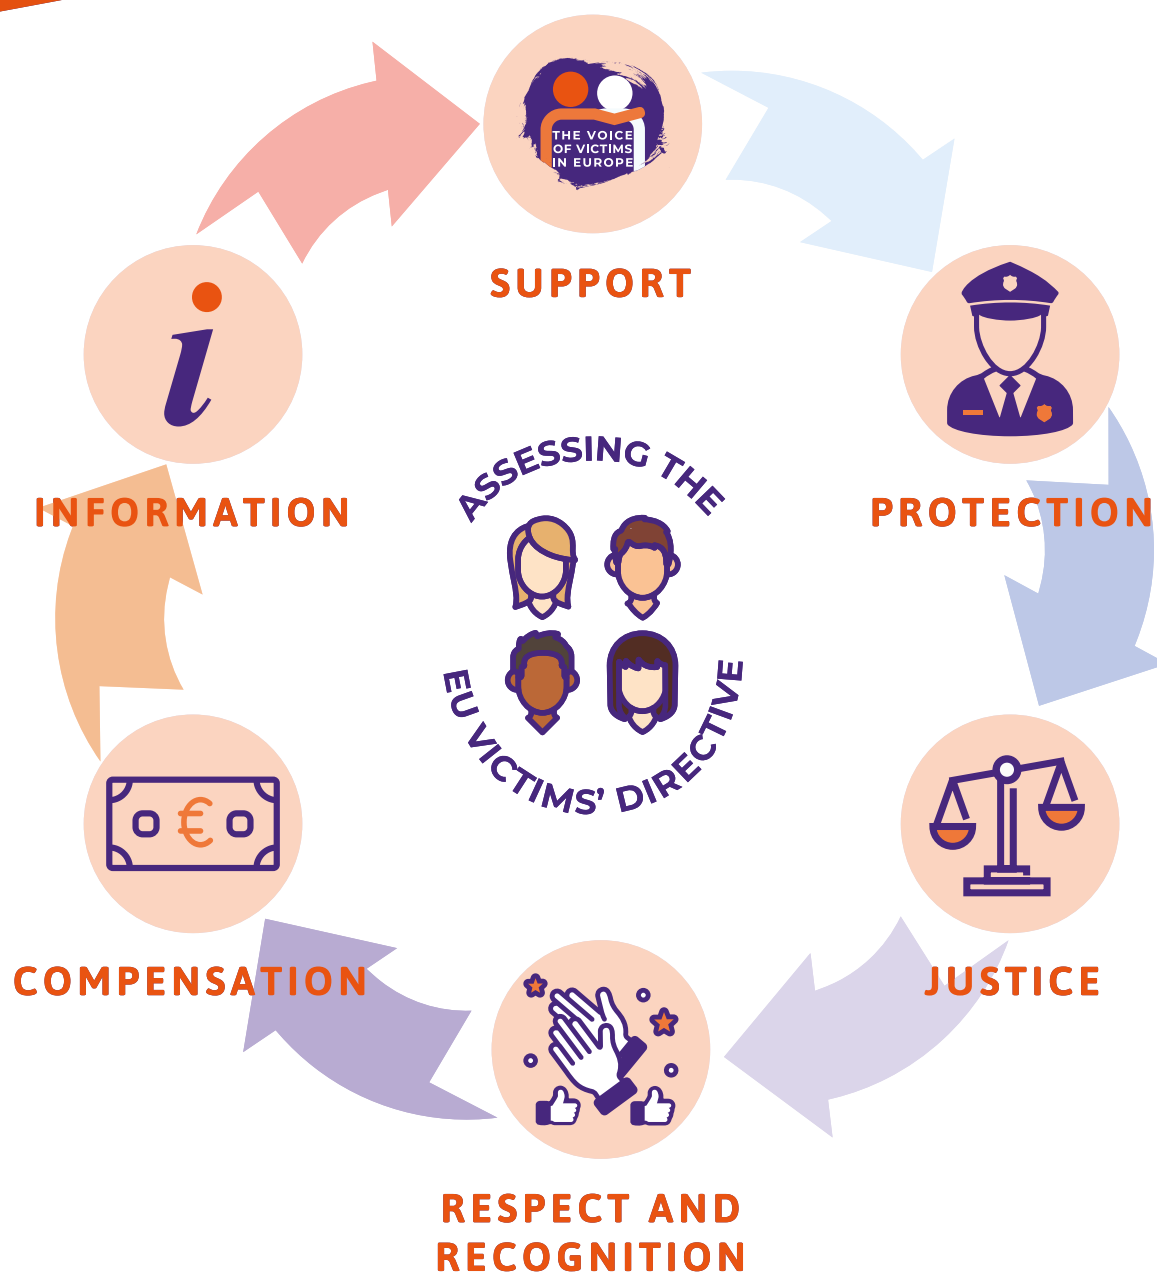 THE VOICE
OF VICTIMS
IN EUROPE
SUPPORT
INFORMATION
PROTECTION
ASSESSING THE
EU VICTIMS’ DIRECTIVE
€
COMPENSATION
JUSTICE
RESPECT AND
RECOGNITION